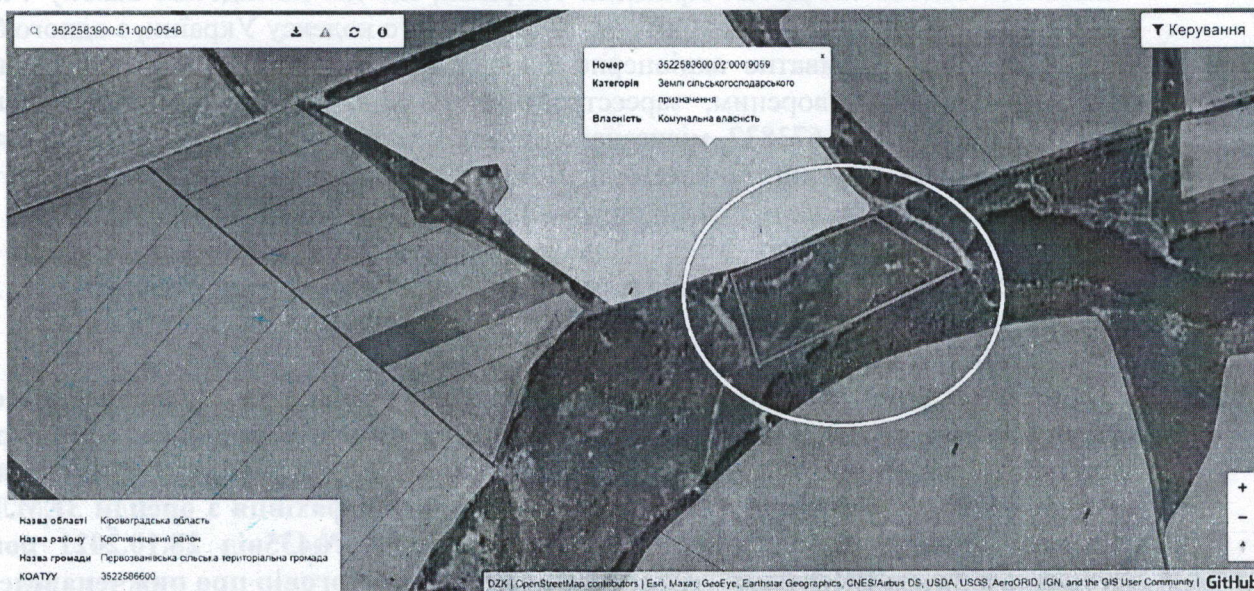 3522583900:51:000:0548
Керування
Номер 3522583600 02 000 9059
Категорія Землі сільськогосподарського
призначення
Власність Комунальна власність
Назва області Кіровоградська область
Назва району Кропивницький район
Назва громади Первозванівська сільська територіальна громада
КОАТУУ 3522586600
DZK | OpenStreetMap contributors | Esri, Maxar, GeoEye, Earthstar Geographics, CNES/Airbus DS, USDA, USGS, AeroGRID, IGN, and the GIS User Community | GitHub